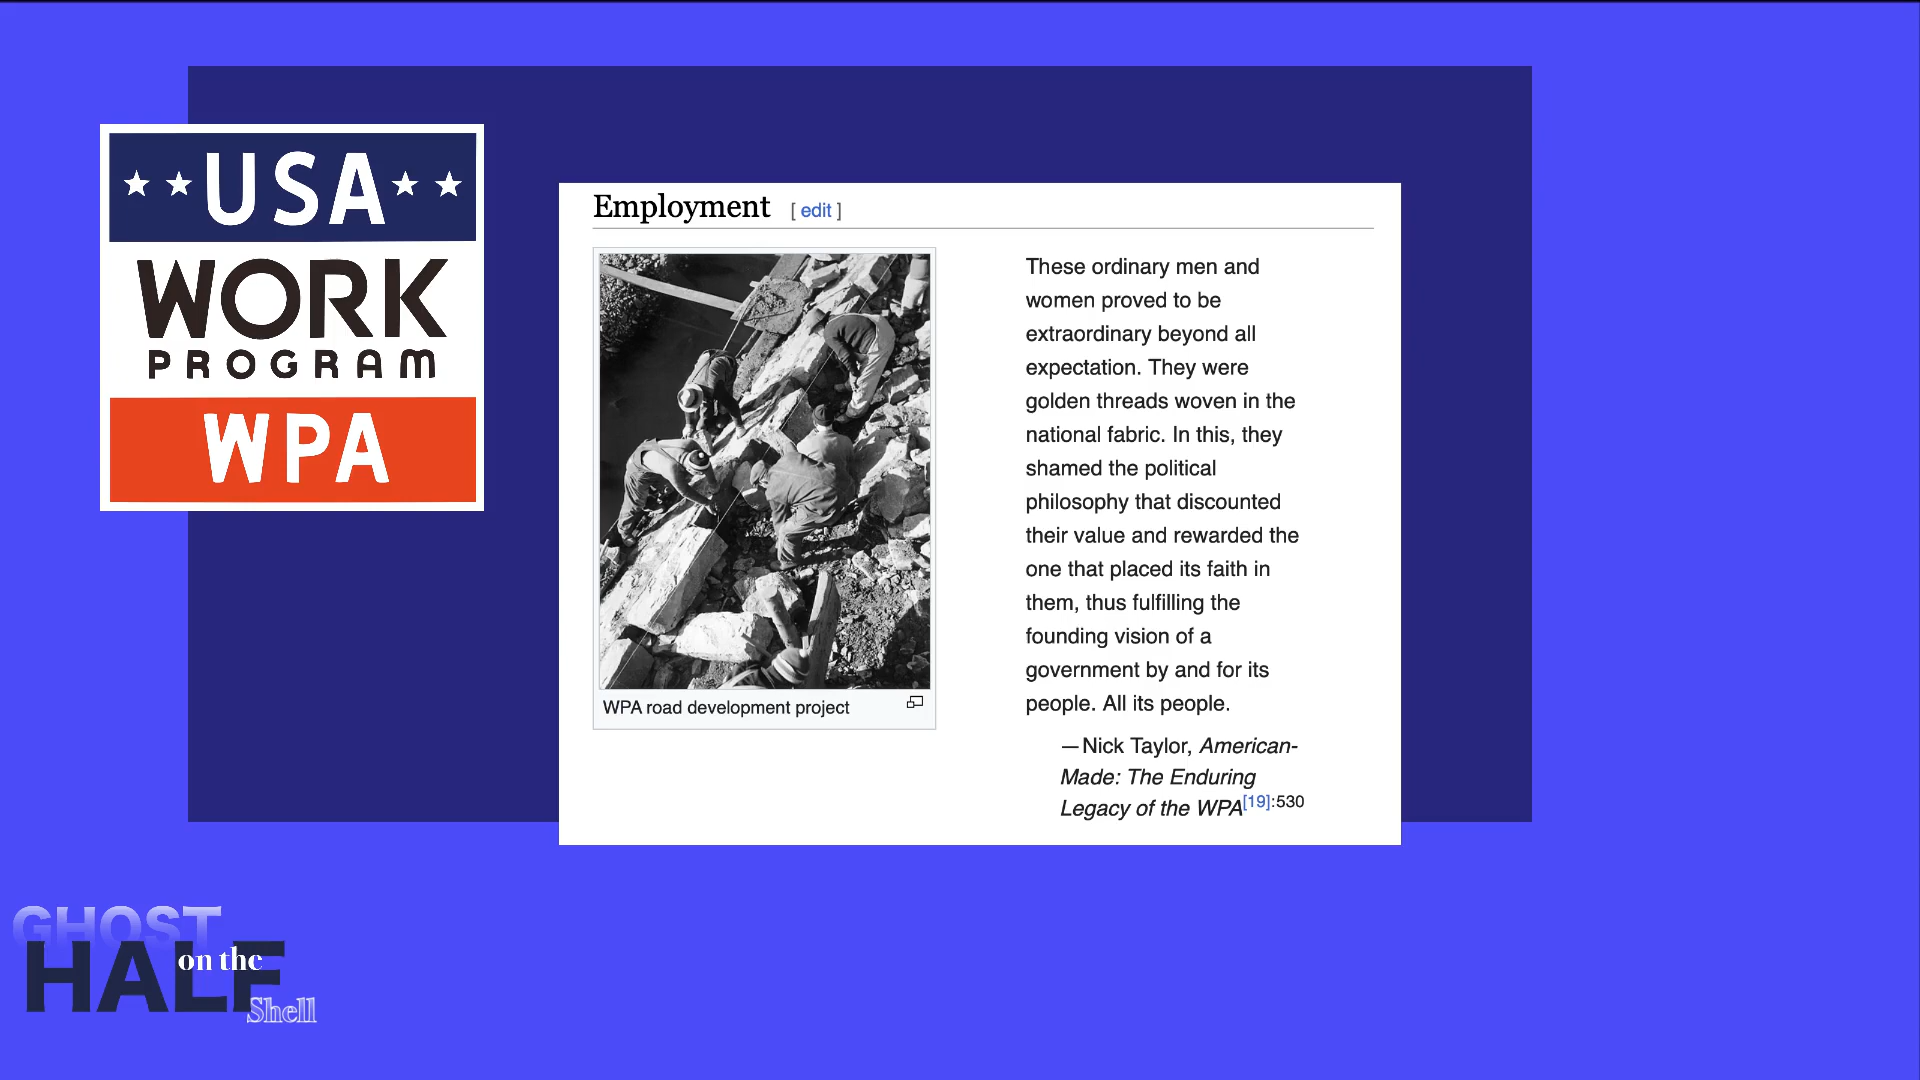 USA
WORK
PROGRAM
WPA
Employment [ edit ]
WPA road development project
These ordinary men and
women proved to be
extraordinary beyond all
expectation. They were
golden threads woven in the
national fabric. In this, they
shamed the political
philosophy that discounted
their value and rewarded the
one that placed its faith in
them, thus fulfilling the
founding vision of a
government by and for its
people. All its people.
—Nick Taylor, American-
Made: The Enduring
Legacy of the WPA[19]:530
GHOST
HALF
on the
Shell